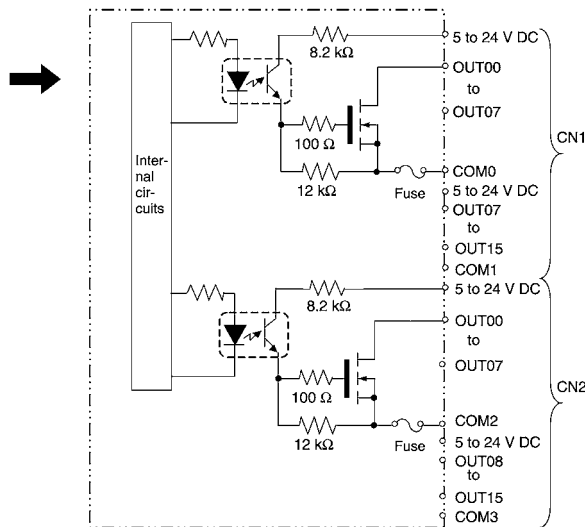 5 to 24 V DC
8.2 kΩ
OUT00
to
OUT07
100 Ω
COM0
12 kΩ
Fuse
5 to 24 V DC
OUT07
to
OUT15
COM1
CN1
Inter-
nal
cir-
cuits
5 to 24 V DC
8.2 kΩ
OUT00
to
OUT07
100 Ω
COM2
12 kΩ
Fuse
5 to 24 V DC
OUT08
to
OUT15
COM3
CN2